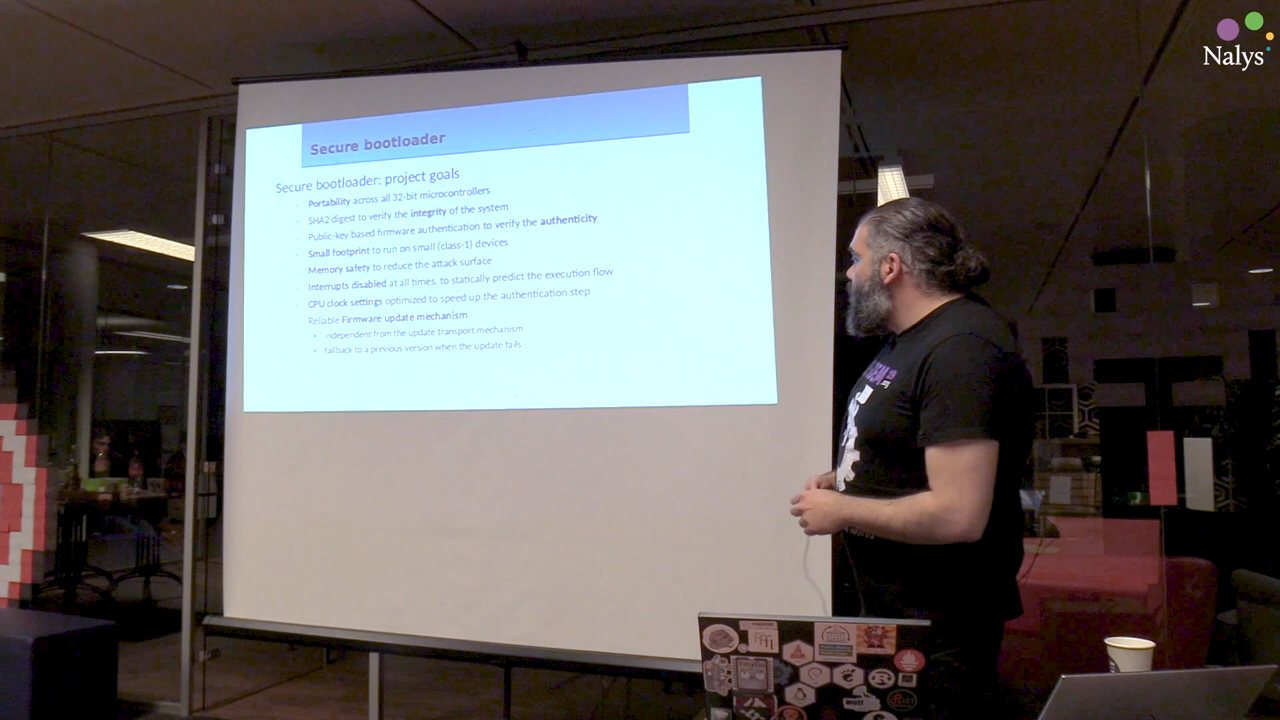 Nalys
Secure bootloader
Secure bootloader: project goals
Portability across all 32-bit microcontrollers
SHA2 digest to verify the integrity of the system
Public-key based firmware authentication to verify the authenticity
Small footprint to run on small (class-1) devices
Memory safety to reduce the attack surface
Interrupts disabled at all times, to statically predict the execution flow
CPU clock settings optimized to speed up the authentication step
Reliable Firmware update mechanism
independent from the update transport mechanism
fallback to a previous version when the update fails
wolf